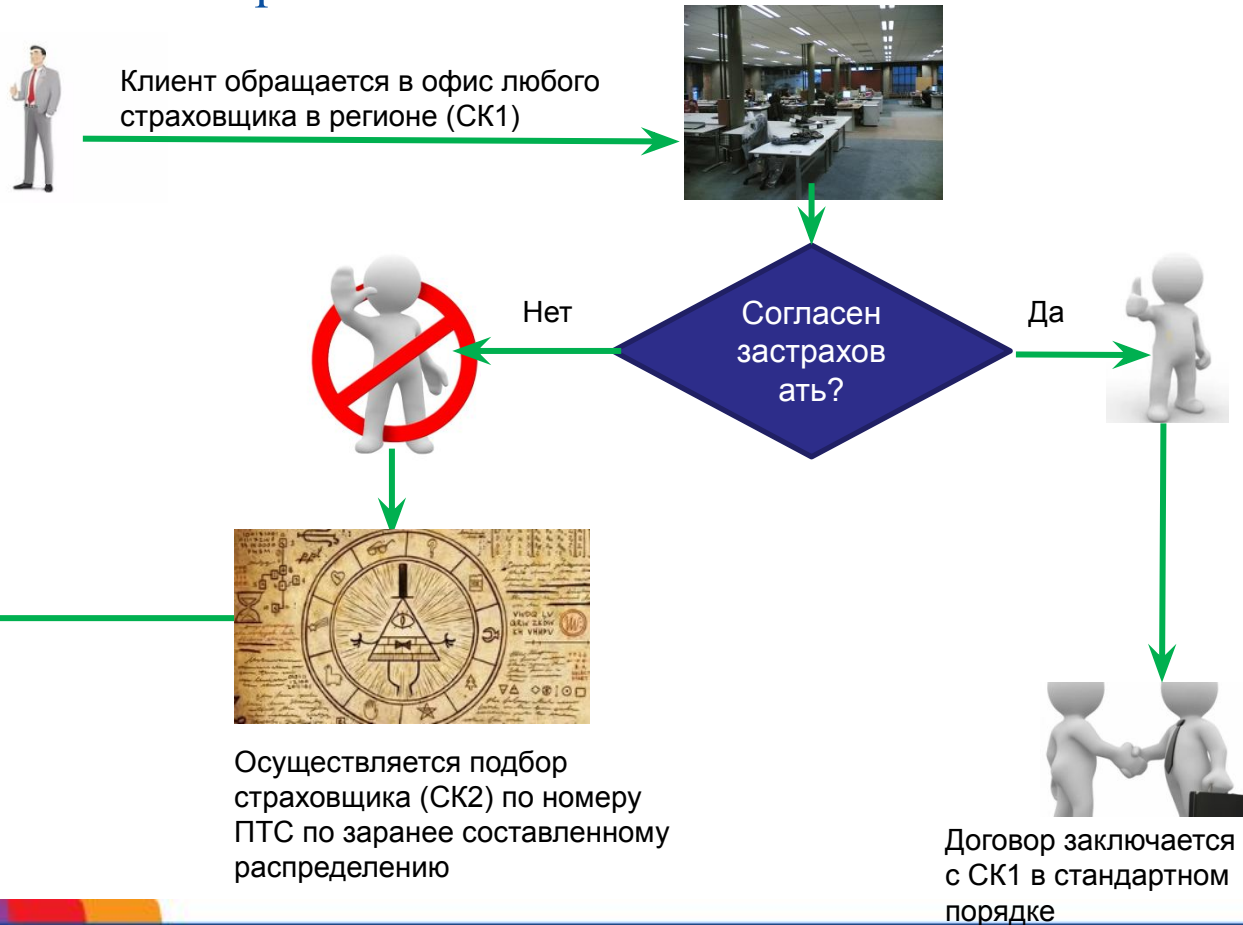 Клиент обращается в офис любого
страховщика в регионе (СК1)
Нет
Согласен
застрахов
ать?
Да
Осуществляется подбор
страховщика (СК2) по номеру
ПТС по заранее составленному
распределению
Договор заключается
с СК1 в стандартном
порядке